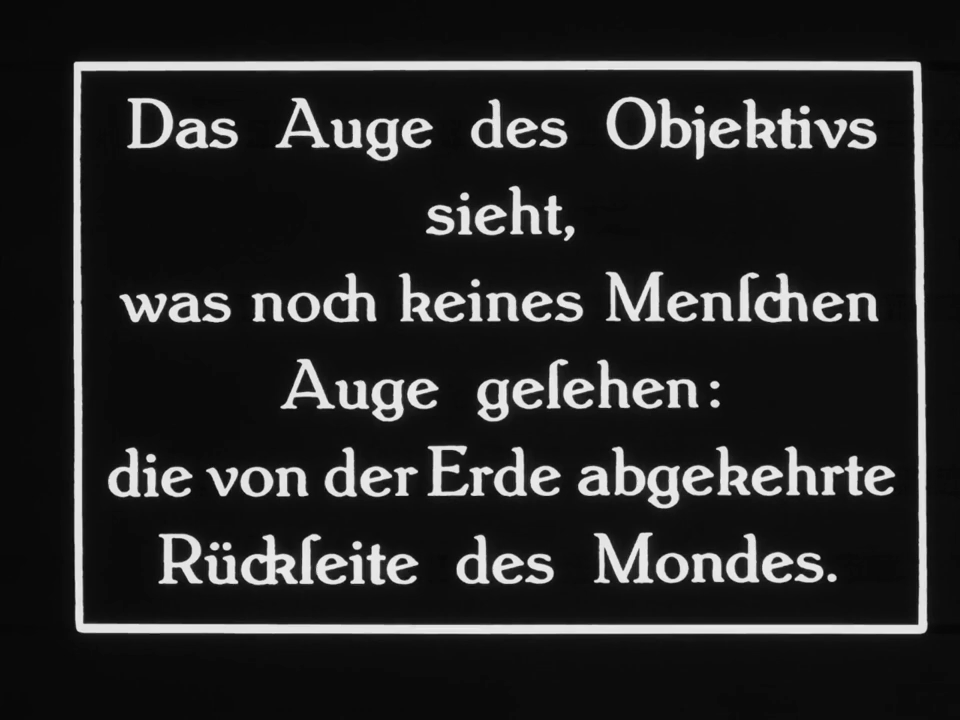 Das Auge des Objektivs
sieht,
was noch keines Menſchen
Auge geſehen:
die von der Erde abgekehrte
Rückſeite des Mondes.